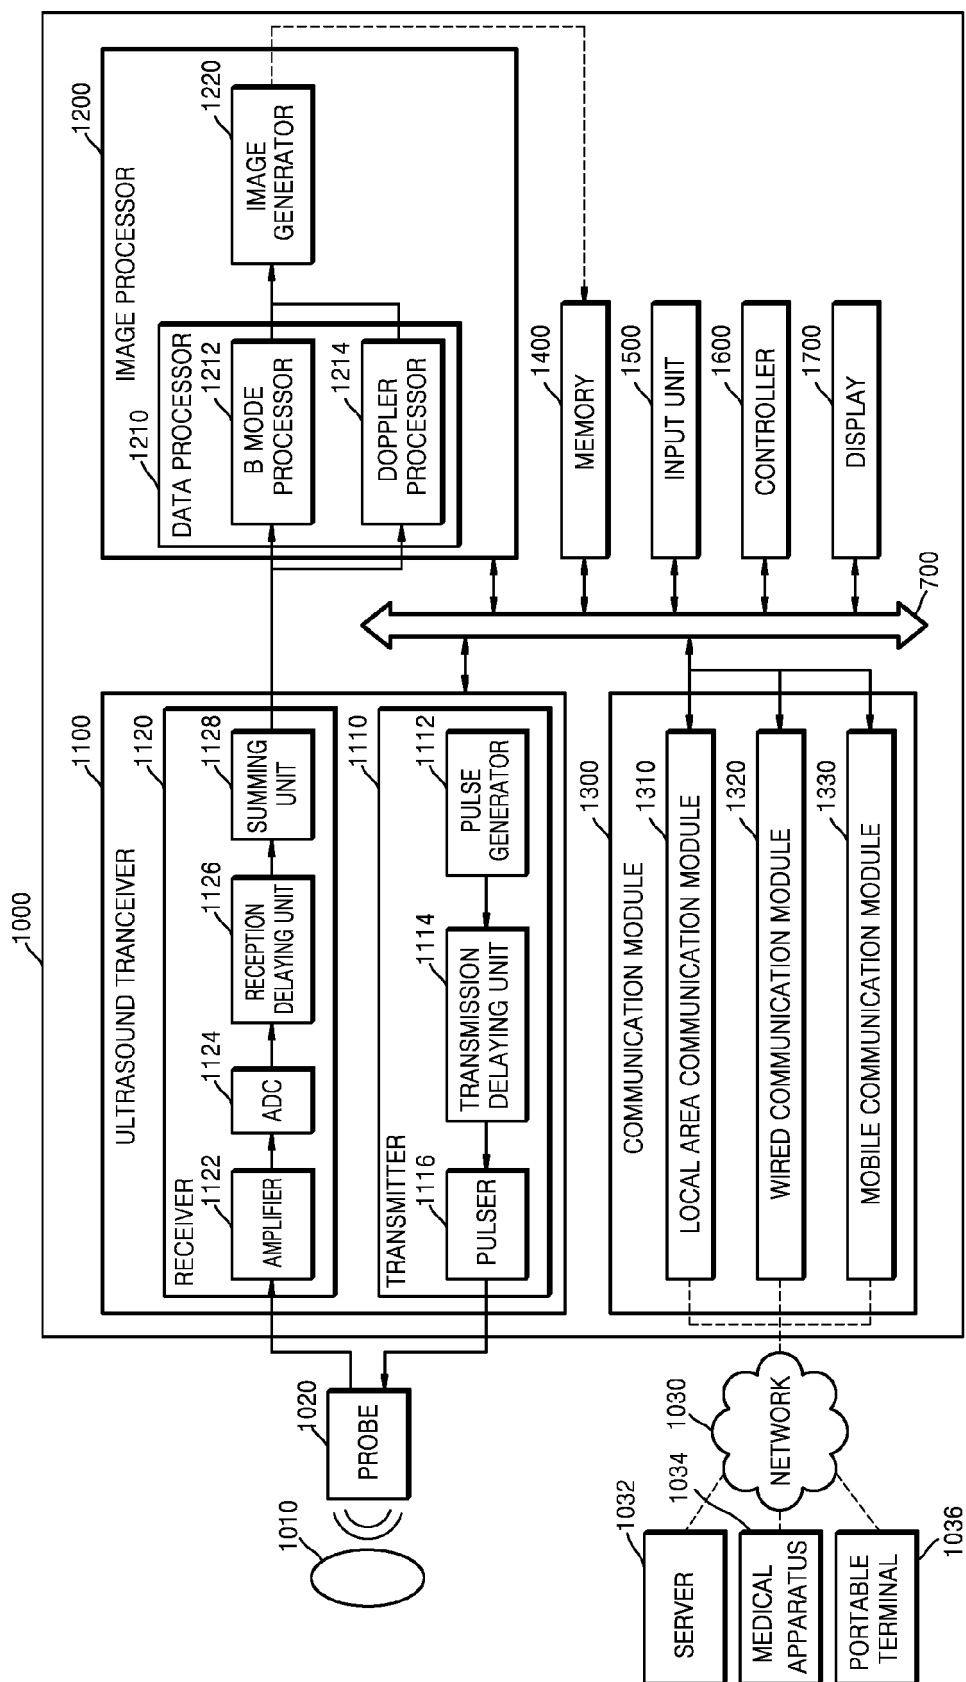 1000
ULTRASOUND TRANCEIVER
1100
RECEIVER
1120
AMPLIFIER
1122
ADC
1124
RECEPTION
DELAYING UNIT
1126
SUMMING
UNIT
1128
TRANSMITTER
1110
PULSER
1116
TRANSMISSION
DELAYING UNIT
1114
PULSE
GENERATOR
1112
IMAGE PROCESSOR
1200
DATA PROCESSOR
1210
B MODE
PROCESSOR
1212
DOPPLER
PROCESSOR
1214
IMAGE
GENERATOR
1220
MEMORY
1400
INPUT UNIT
1500
CONTROLLER
1600
DISPLAY
1700
700
COMMUNICATION MODULE
1300
LOCAL AREA COMMUNICATION MODULE
1310
WIRED COMMUNICATION MODULE
1320
MOBILE COMMUNICATION MODULE
1330
1010
PROBE
1020
NETWORK
1030
SERVER
1032
MEDICAL
APPARATUS
1034
PORTABLE
TERMINAL
1036